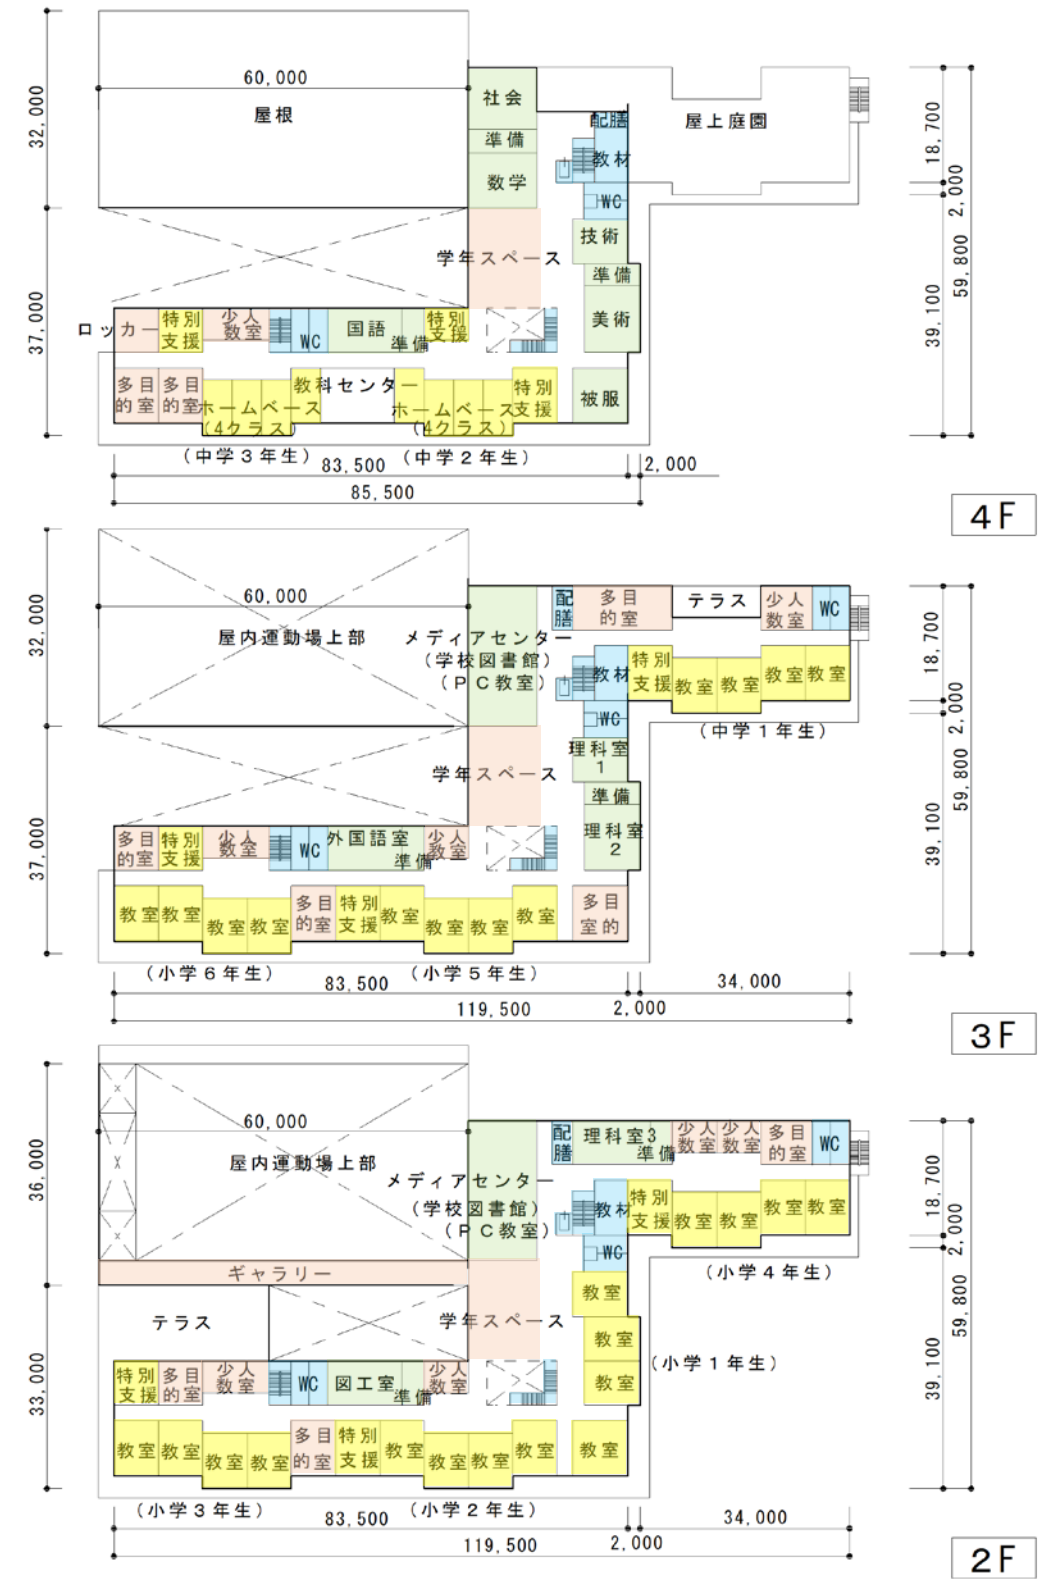 60,000
屋根
32,000
37,000
社会
準備
数学
配膳
教材
WC
屋上庭園
18,700
2,000
39,100
59,800
学年スペース
技術
準備
美術
被服
ロッカー
特別
支援
少人
数室
WC
国語
準備
特別
支援
多目
的室
多目
的室
ホームベース
(4クラス)
教科センター
ホームベース
(4クラス)
特別
支援
(中学3年生)
(中学2年生)
83,500
2,000
85,500
4F
60,000
屋内運動場上部
32,000
37,000
メディアセンター
(学校図書館)
(PC教室)
配
膳
多目
的室
テラス
少人
数室
WC
教材
特別
支援
教室
教室
教室
教室
(中学1年生)
WC
18,700
2,000
39,100
59,800
学年スペース
理科室
1
準備
理科室
2
多目
的室
特別
支援
少人
数室
WC
外国語室
準備
少人
教室
教室
教室
教室
教室
多目
的室
特別
支援
教室
教室
教室
教室
多目
室的
(小学6年生)
(小学5年生)
83,500
34,000
119,500
2,000
3F
60,000
屋内運動場上部
36,000
33,000
メディアセンター
(学校図書館)
(PC教室)
配
膳
理科室3
準備
少人
数室
少人
数室
多目
的室
WC
教材
特別
支援
教室
教室
教室
教室
(小学4年生)
WC
18,700
2,000
39,100
59,800
ギャラリー
テラス
学年スペース
教室
教室
教室
(小学1年生)
特別
支援
多目
的室
少人
数室
WC
図工室
準備
少人
数室
教室
教室
教室
教室
多目
的室
特別
支援
教室
教室
教室
教室
教室
(小学3年生)
(小学2年生)
83,500
34,000
119,500
2,000
2F